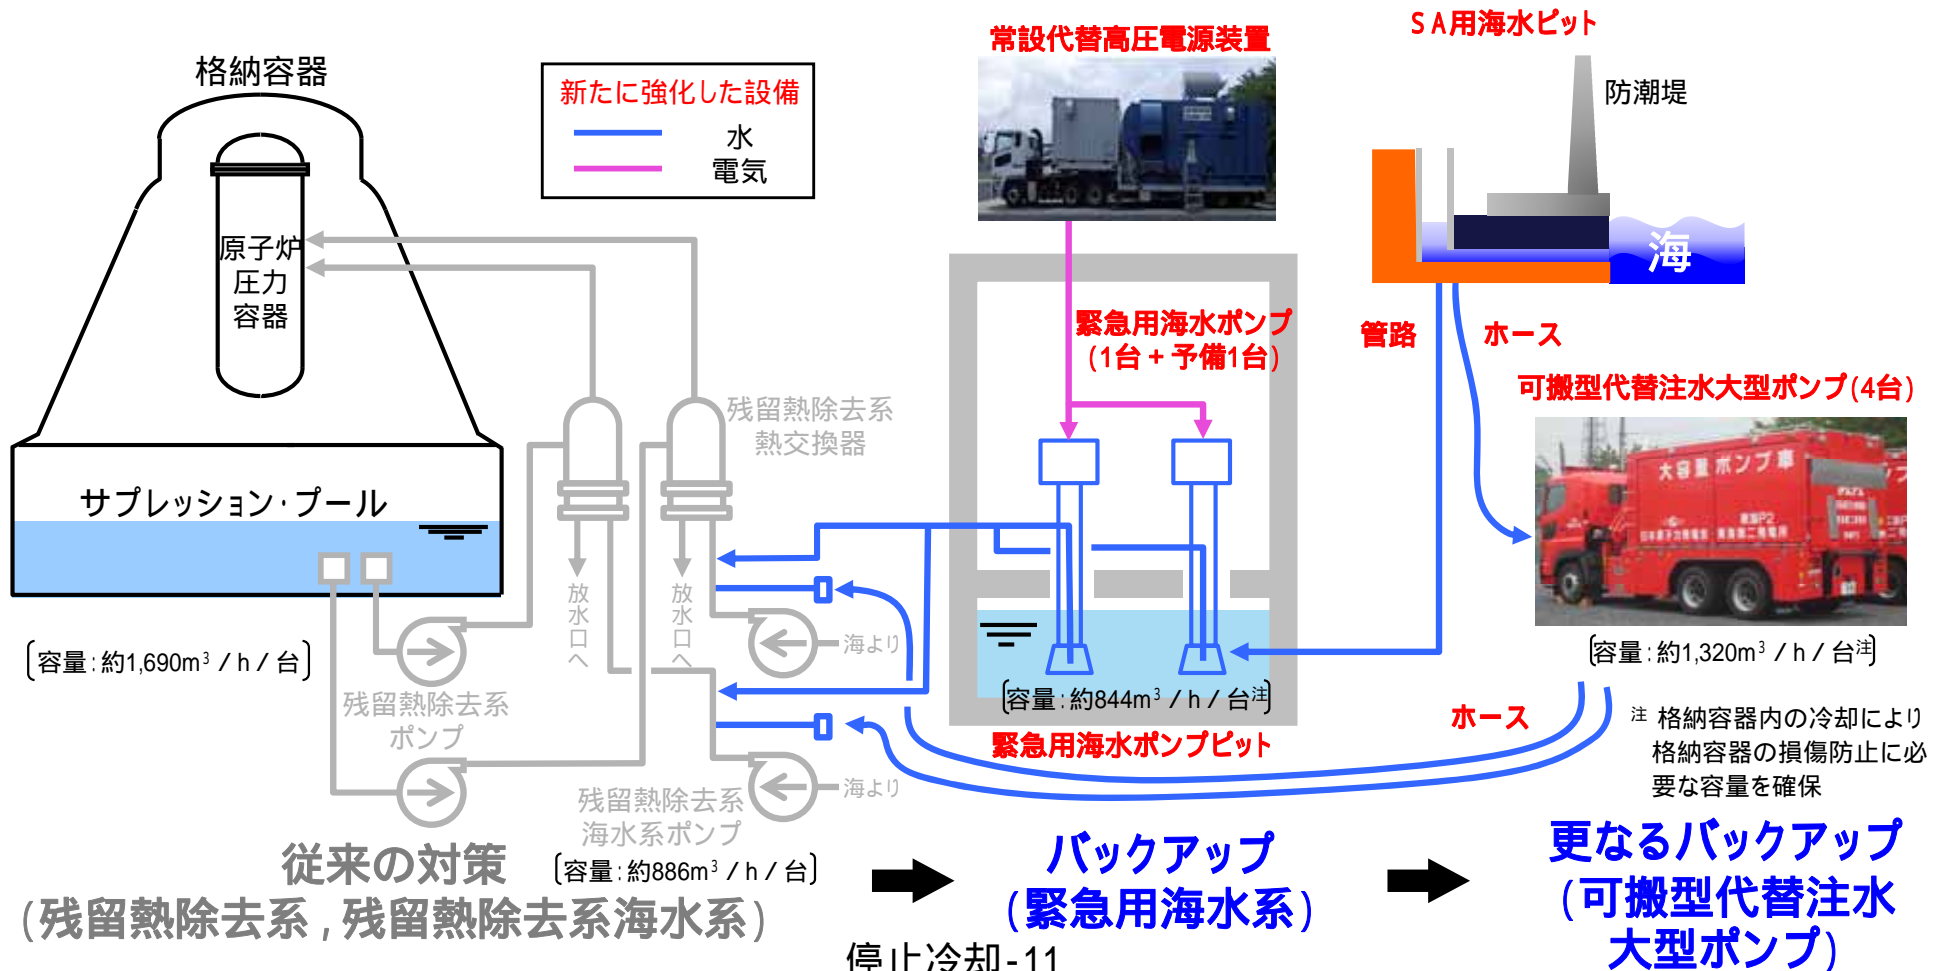 格納容器
原子炉
圧力
容器
サプレッション・プール
〔容量：約1,690m³／h／台〕
残留熱除去系
ポンプ
新たに強化した設備
水
電気
残留熱除去系
熱交換器
放水口へ
放水口へ
海より
海より
残留熱除去系
海水系ポンプ
〔容量：約886m³／h／台〕
従来の対策
(残留熱除去系，残留熱除去系海水系)
常設代替高圧電源装置
緊急用海水ポンプ
(1台＋予備1台)
〔容量：約844m³／h／台注〕
緊急用海水ポンプピット
バックアップ
(緊急用海水系)
SA用海水ピット
防潮堤
海
管路
ホース
可搬型代替注水大型ポンプ(4台)
大容量ポンプ車
〔容量：約1,320m³／h／台注〕
ホース
注 格納容器内の冷却により
格納容器の損傷防止に必
要な容量を確保
更なるバックアップ
(可搬型代替注水
大型ポンプ)
停止冷却-11